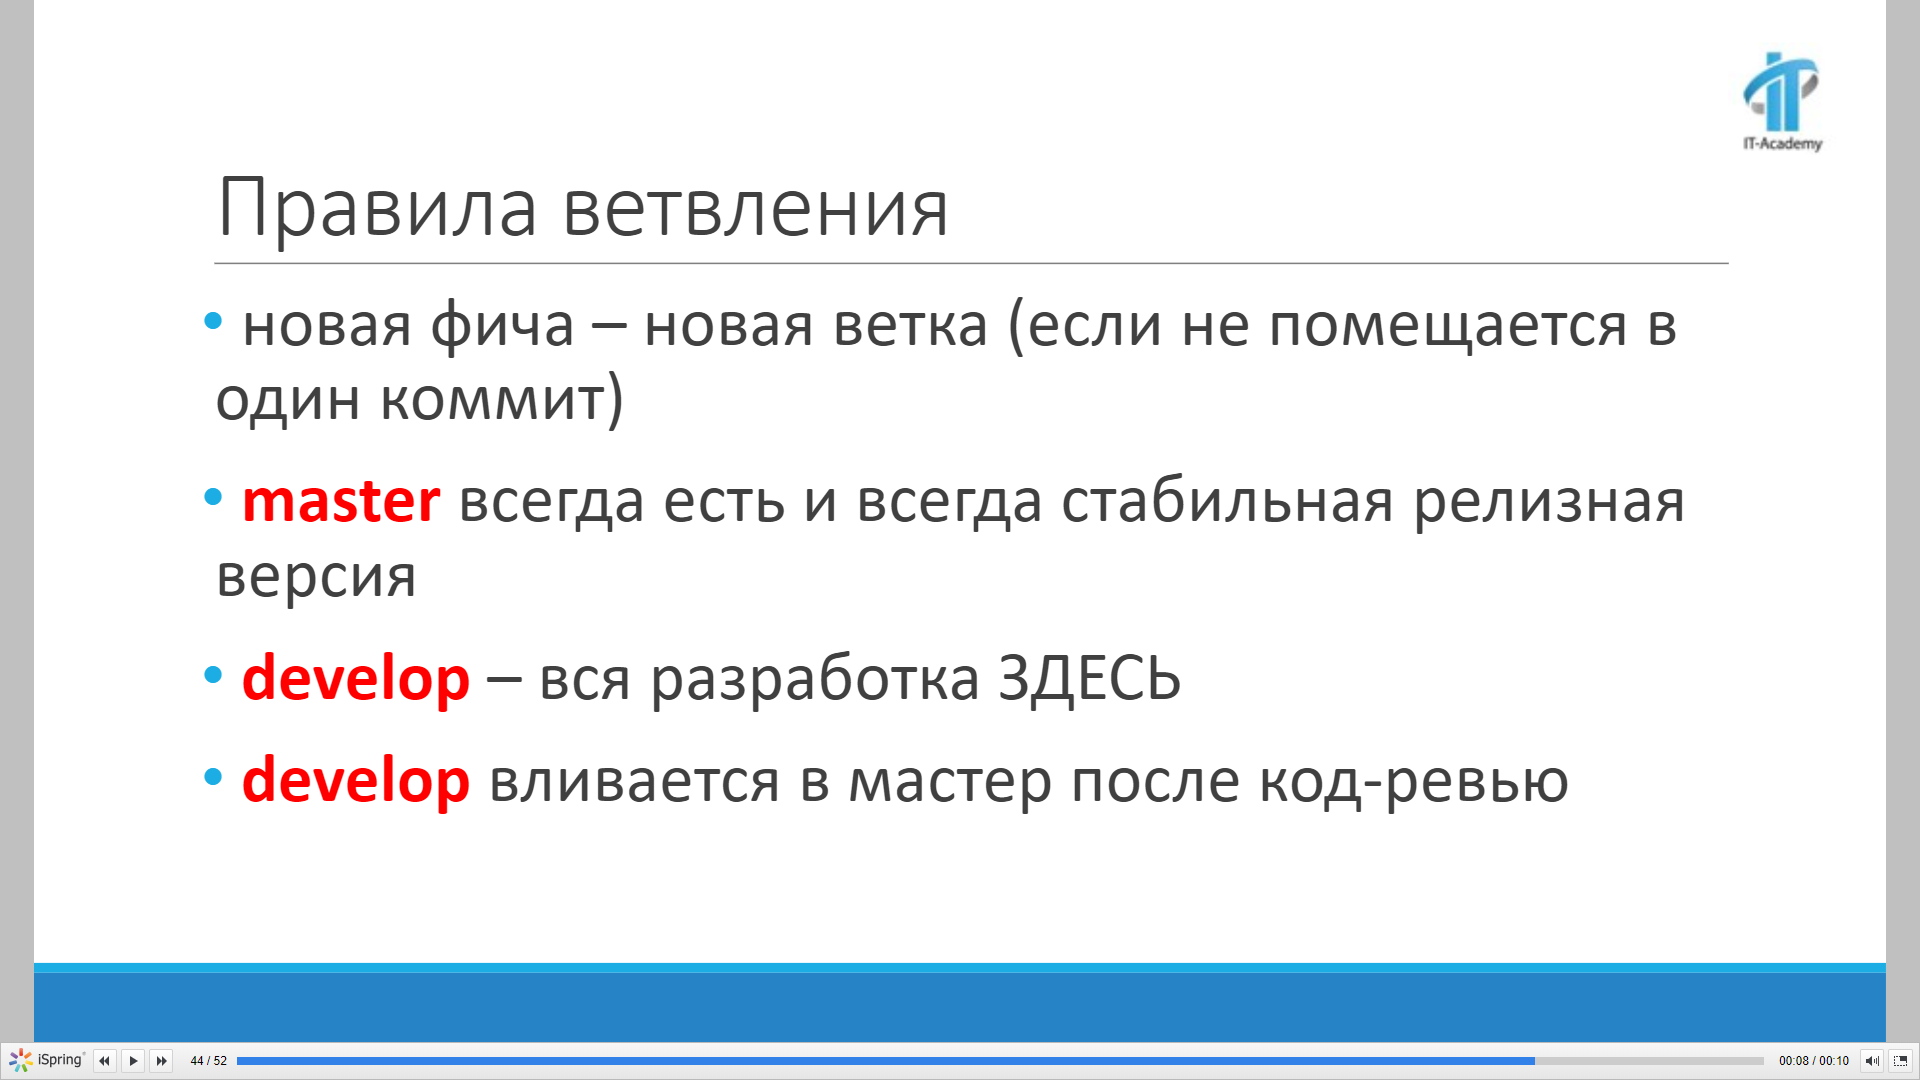 IT-Academy
Правила ветвления
• новая фича – новая ветка (если не помещается в
один коммит)
• master всегда есть и всегда стабильная релизная
версия
• develop – вся разработка ЗДЕСЬ
• develop вливается в мастер после код-ревью
iSpring 44 / 52 00:08 / 00:10